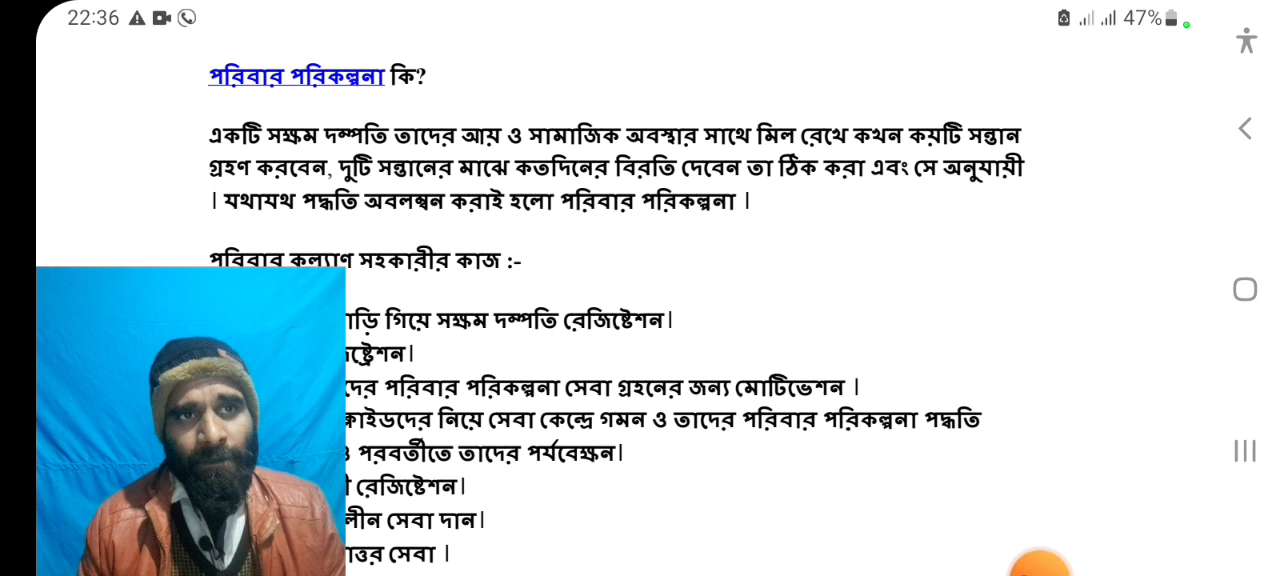 22:36
47%
পরিবার পরিকল্পনা কি?
একটি সক্ষম দম্পতি তাদের আয় ও সামাজিক অবস্থার সাথে মিল রেখে কখন কয়টি সন্তান
গ্রহণ করবেন, দুটি সন্তানের মাঝে কতদিনের বিরতি দেবেন তা ঠিক করা এবং সে অনুযায়ী
। যথাযথ পদ্ধতি অবলম্বন করাই হলো পরিবার পরিকল্পনা ।
পরিবার কল্যাণ সহকারীর কাজ :-
গিয়ে সক্ষম দম্পতি রেজিষ্টেশন।
পরিবার পরিকল্পনা সেবা গ্রহনের জন্য মোটিভেশন ।
নিয়ে সেবা কেন্দ্রে গমন ও তাদের পরিবার পরিকল্পনা পদ্ধতি
পরবর্তীতে তাদের পর্যবেক্ষন।
রেজিষ্টেশন।
সেবা দান।
সেবা ।